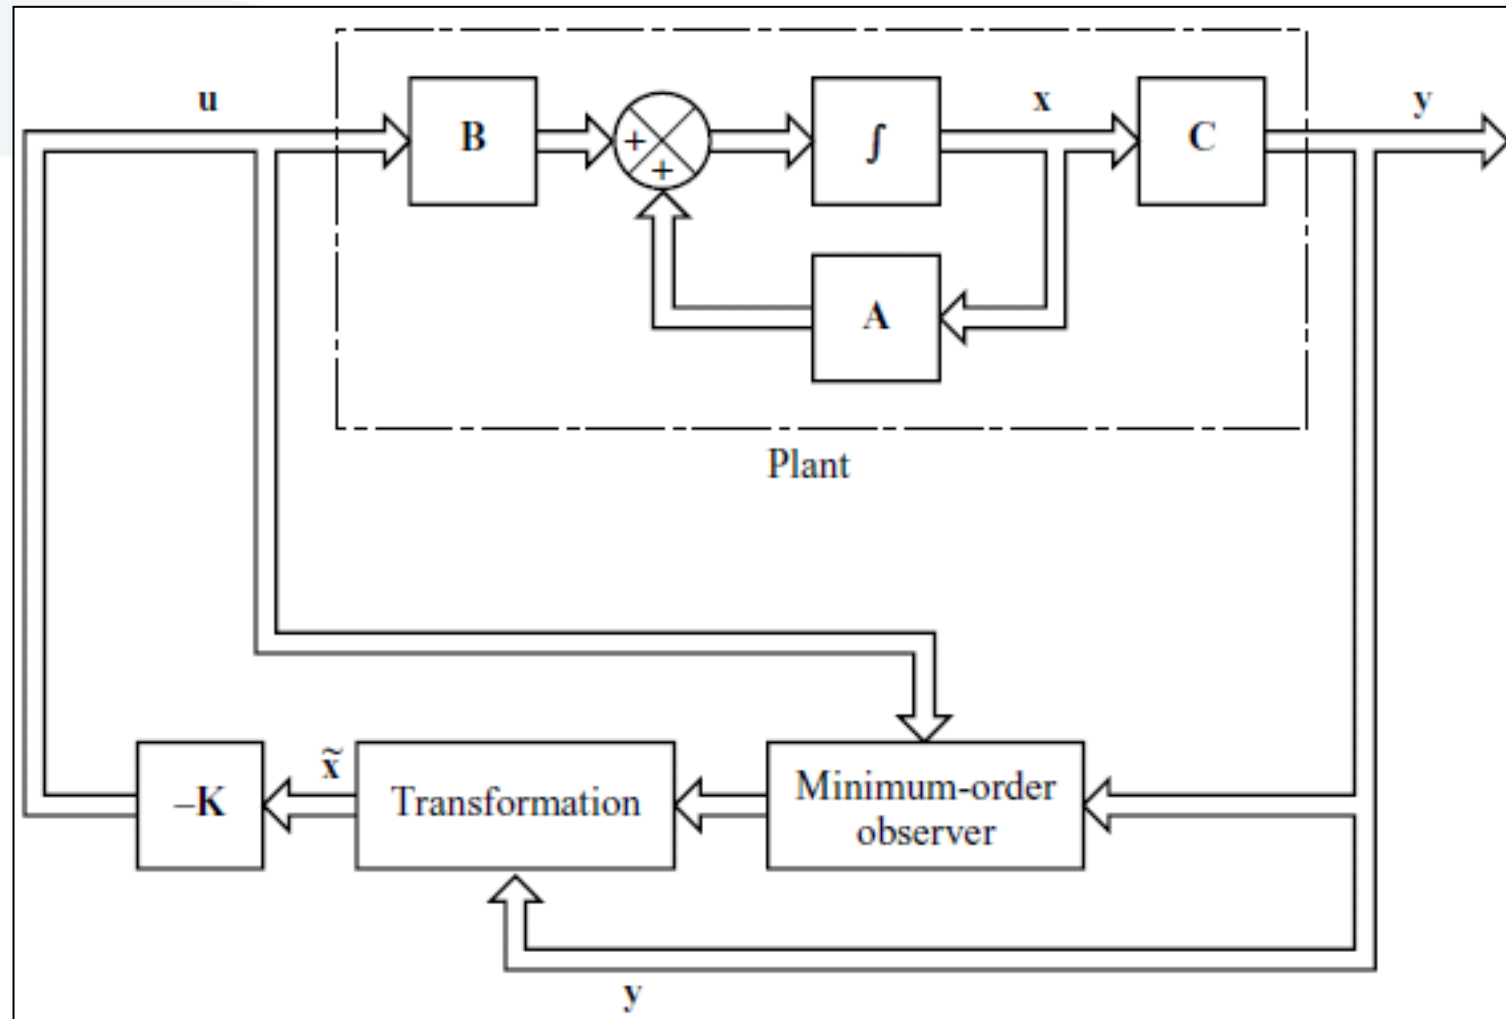 u
B
+
+
∫
x
C
y
A
Plant
–K
x̃
Transformation
Minimum-order
observer
y